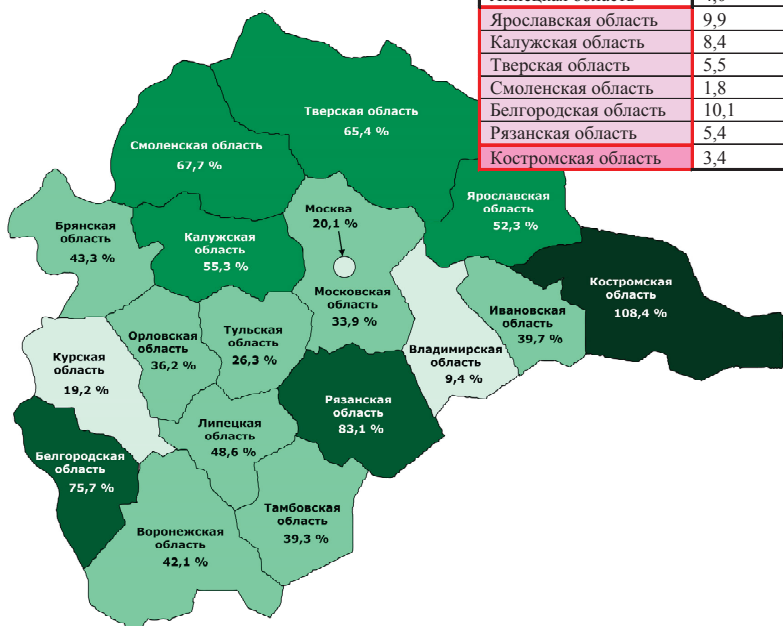 Ярославская область 9,9
Калужская область 8,4
Тверская область 5,5
Смоленская область 1,8
Белгородская область 10,1
Рязанская область 5,4
Костромская область 3,4
Тверская область
65,4 %
Смоленская область
67,7 %
Ярославская
область
52,3 %
Москва
20,1 %
Брянская
область
43,3 %
Калужская
область
55,3 %
Костромская
область
108,4 %
Московская
область
33,9 %
Ивановская
область
39,7 %
Орловская
область
36,2 %
Тульская
область
26,3 %
Владимирская
область
9,4 %
Курская
область
19,2 %
Рязанская
область
83,1 %
Липецкая
область
48,6 %
Белгородская
область
75,7 %
Тамбовская
область
39,3 %
Воронежская
область
42,1 %